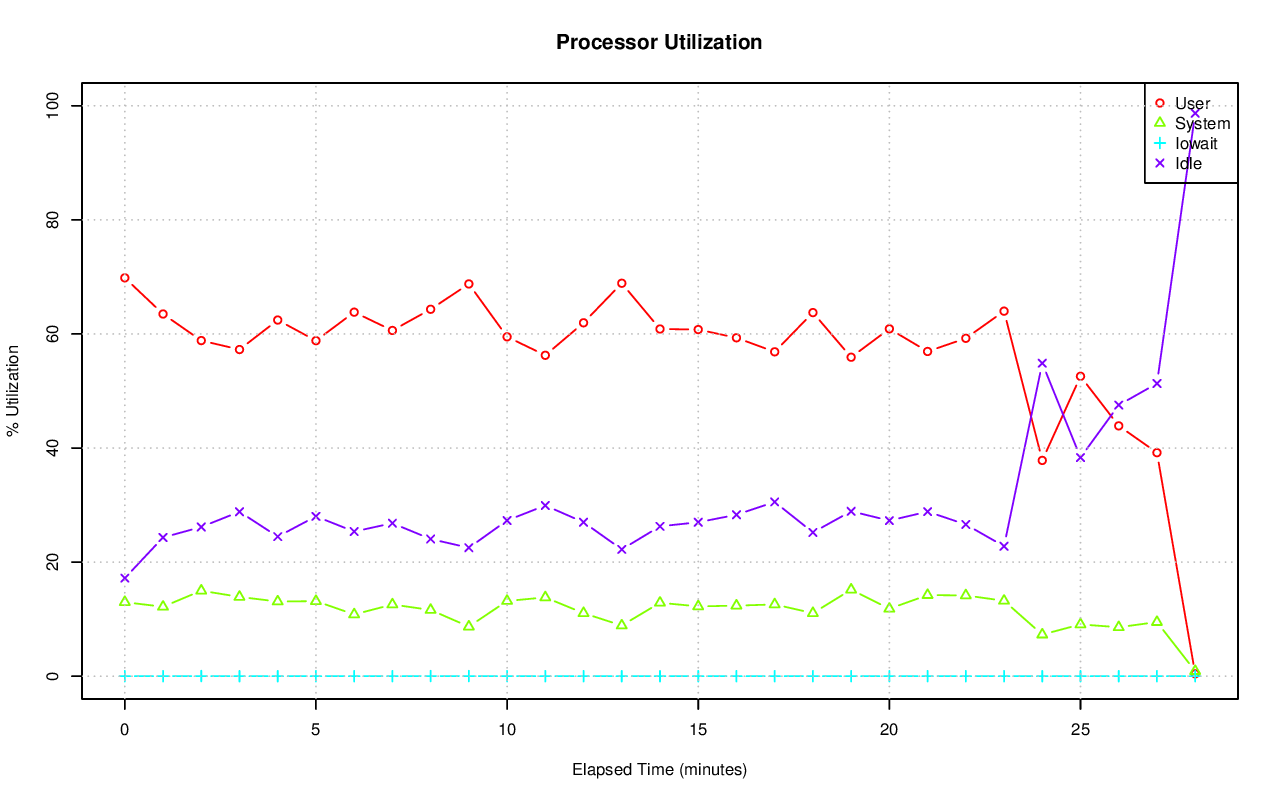 Processor Utilization
100
80
60
40
20
0
% Utilization
User
System
Iowait
Idle
0 5 10 15 20 25
Elapsed Time (minutes)